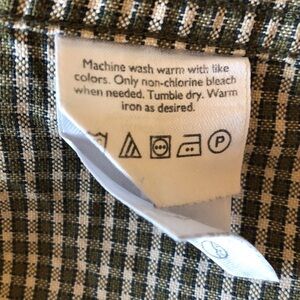 Machine wash warm with like
colors. Only non-chlorine bleach
when needed. Tumble dry. Warm
iron as desired.
P